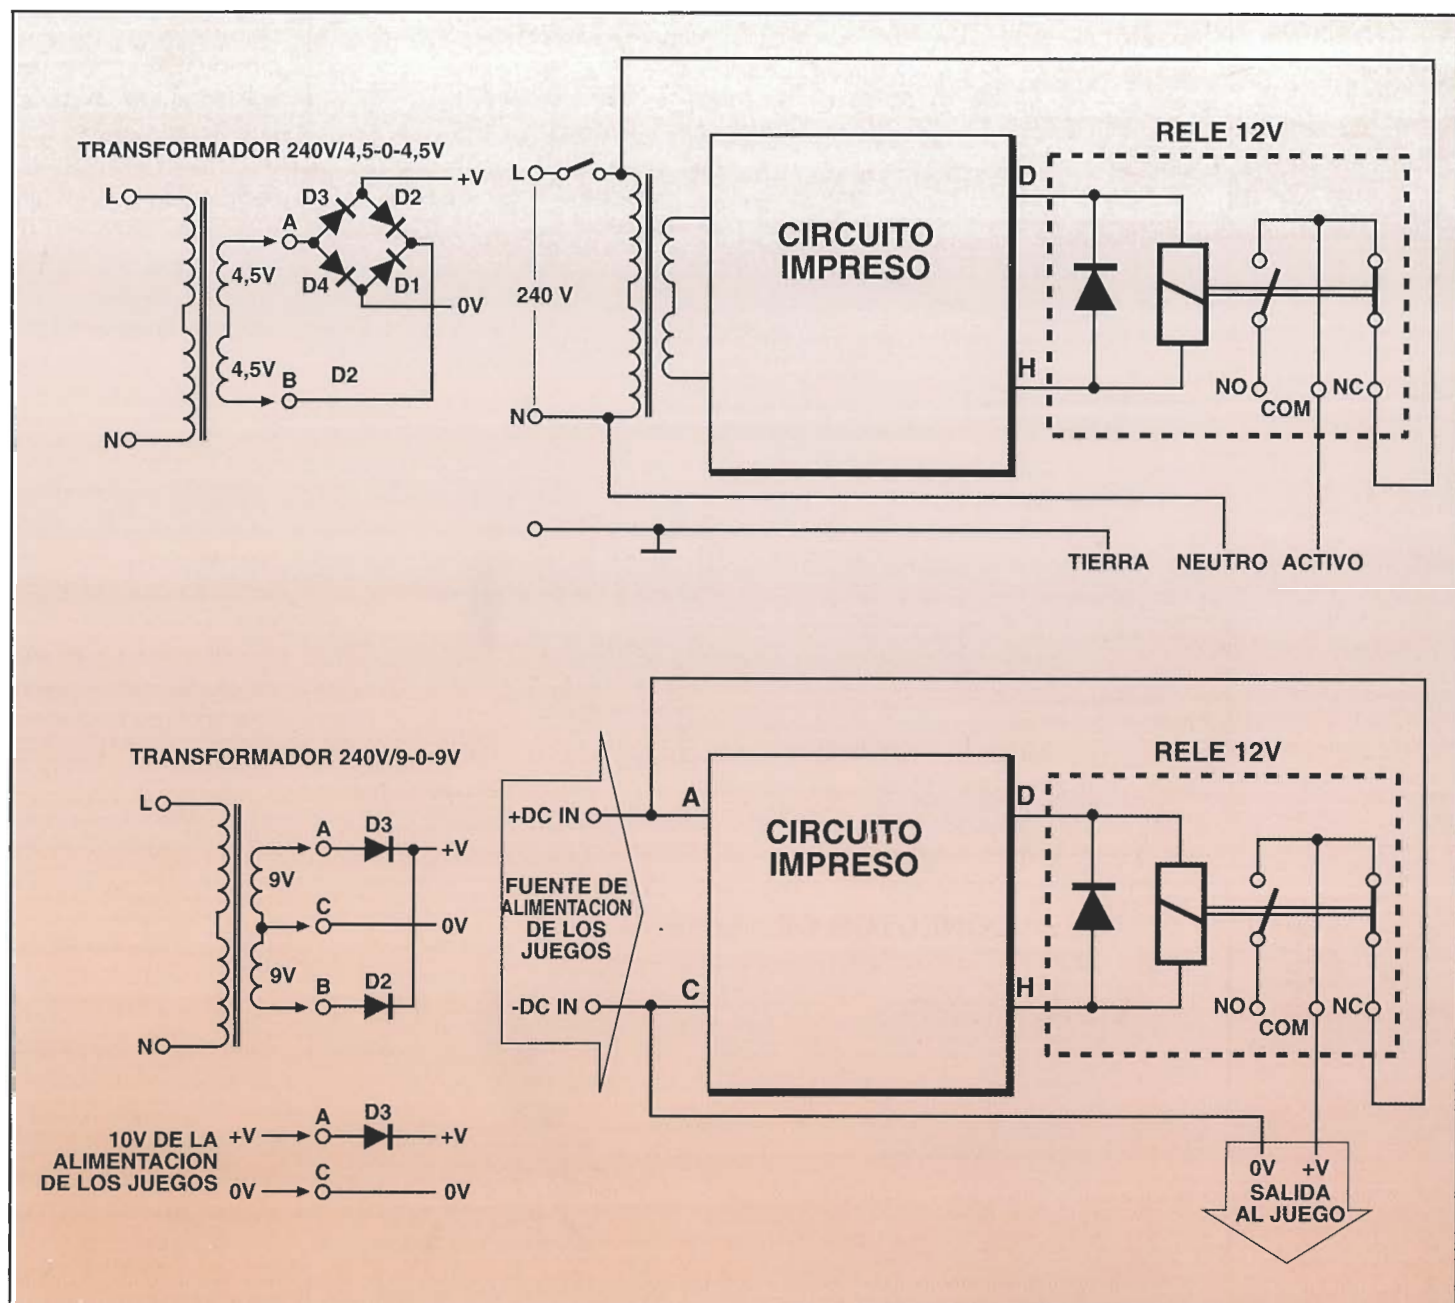 TRANSFORMADOR 240V/4,5-0-4,5V
L
N
4,5V
4,5V
A
B
D3
D2
D4
D1
D2
+V
0V
L
240 V
N
CIRCUITO
IMPRESO
D
H
RELE 12V
NO
COM
NC
TIERRA
NEUTRO
ACTIVO
TRANSFORMADOR 240V/9-0-9V
L
N
9V
9V
A
D3
+V
C
0V
B
D2
10V DE LA
ALIMENTACION
DE LOS JUEGOS
+V
A
D3
+V
0V
C
0V
+DC IN
FUENTE DE
ALIMENTACION
DE LOS
JUEGOS
-DC IN
A
C
CIRCUITO
IMPRESO
D
H
RELE 12V
NO
COM
NC
0V +V
SALIDA
AL JUEGO